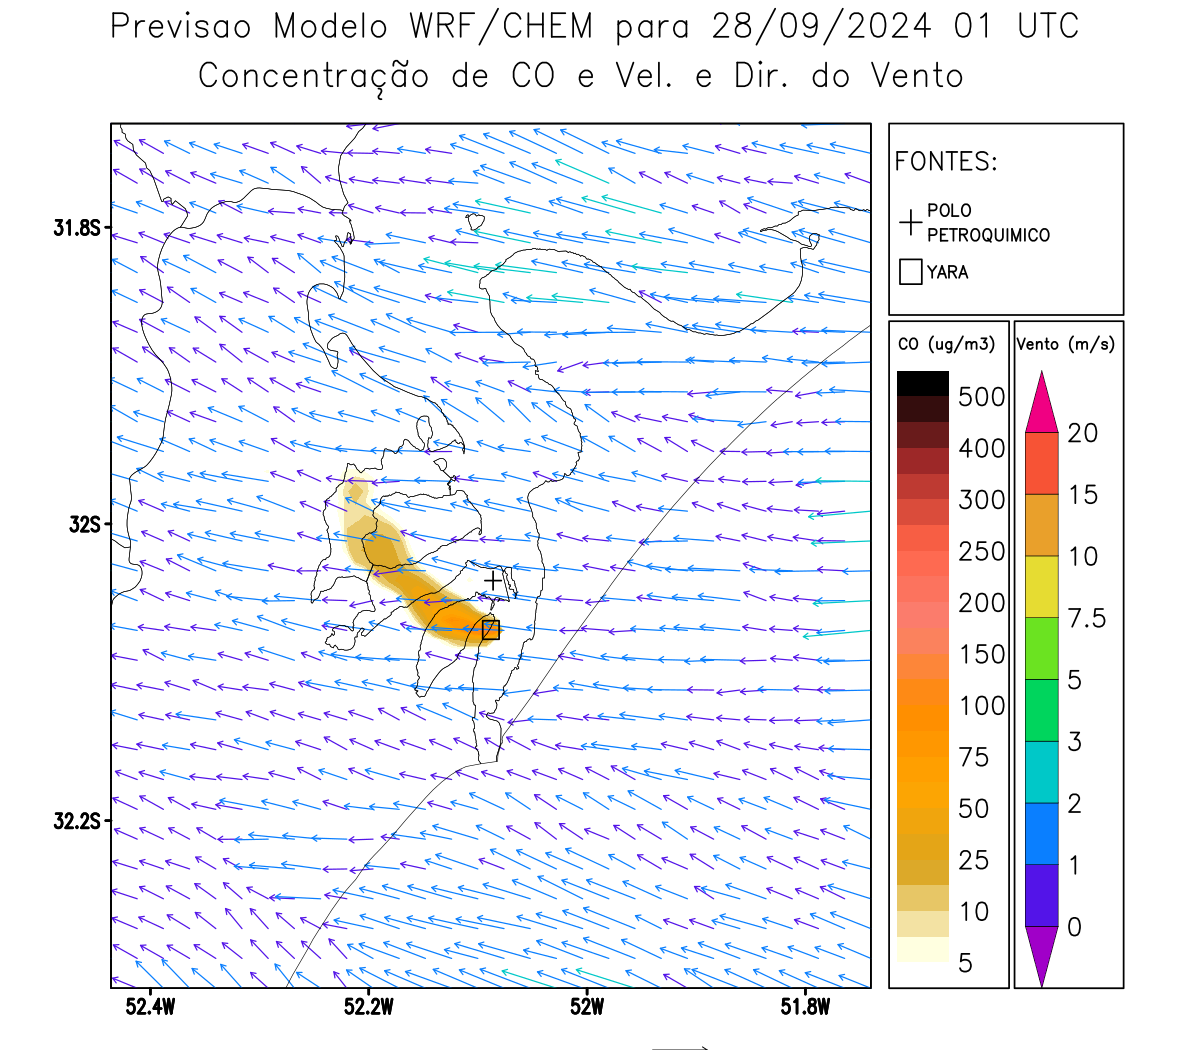 Previsao Modelo WRF/CHEM para 28/09/2024 01 UTC
Concentração de CO e Vel. e Dir. do Vento
FONTES:
POLO
PETROQUIMICO
YARA
CO (ug/m3)
500
400
300
250
200
150
100
75
50
25
10
5
Vento (m/s)
20
15
10
7.5
5
3
2
1
0
31.8S
32S
32.2S
52.4W
52.2W
52W
51.8W